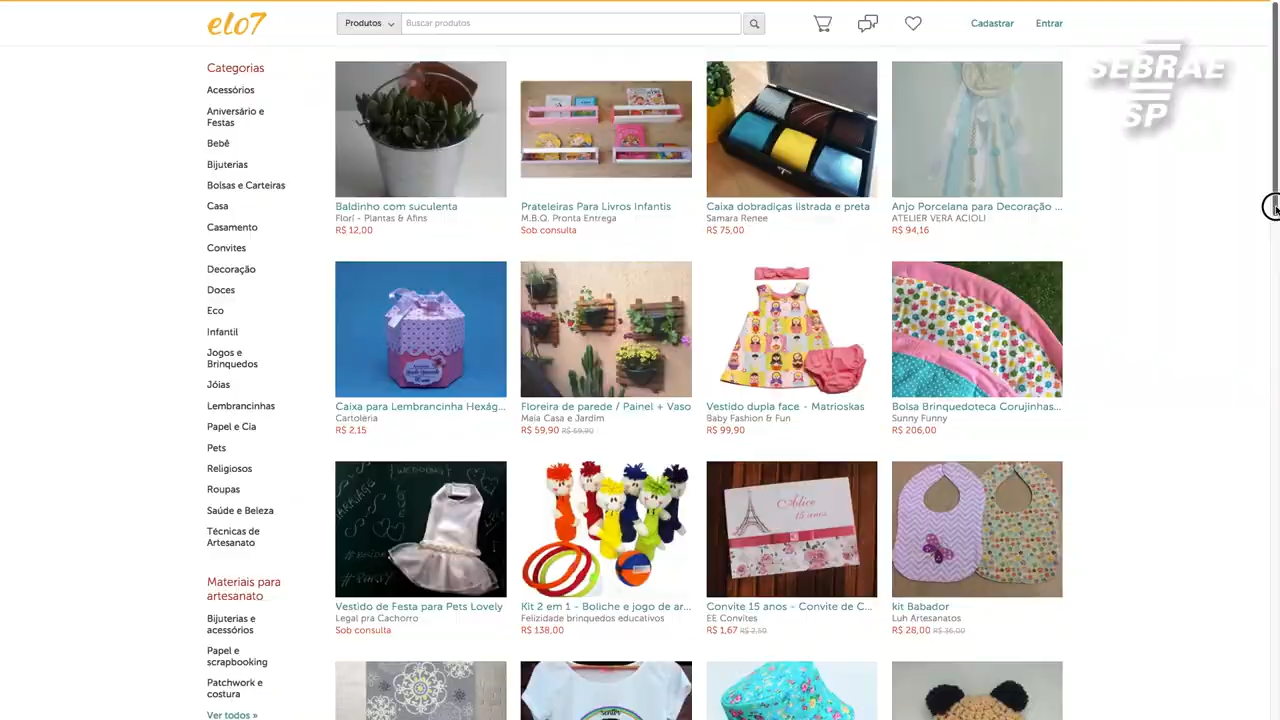 elo7
Produtos
Buscar produtos
Cadastrar
Entrar
SEBRAE
SP
Categorias
Acessórios
Aniversário e
Festas
Bebê
Bijuterias
Bolsas e Carteiras
Casa
Casamento
Convites
Decoração
Doces
Eco
Infantil
Jogos e
Brinquedos
Jóias
Lembrancinhas
Papel e Cia
Pets
Religiosos
Roupas
Saúde e Beleza
Técnicas de
Artesanato
Materiais para
artesanato
Bijuterias e
acessórios
Papel e
scrapbooking
Patchwork e
costura
Ver todos »
Baldinho com suculenta
Flori - Plantas & Afins
R$ 12,00
Prateleiras Para Livros Infantis
M.B.Q. Pronta Entrega
Sob consulta
Caixa dobradiças listrada e preta
Samara Renee
R$ 75,00
Anjo Porcelana para Decoração ...
ATELIER VERA ACIOLI
R$ 94,16
Caixa para Lembrancinha Hexág...
Cartoleria
R$ 2,15
Floreira de parede / Painel + Vaso
Meia Casa e Jardim
R$ 59,90 R$ 59,90
Vestido dupla face - Matrioskas
Baby Fashion & Fun
R$ 99,90
Bolsa Brinquedoteca Corujinhas...
Sunny Funny
R$ 206,00
Vestido de Festa para Pets Lovely
Legal pra Cachorro
Sob consulta
Kit 2 em 1 - Boliche e jogo de ar...
Felizidade brinquedos educativos
R$ 138,00
Alice
15 anos
Convite 15 anos - Convite de C...
EE Convites
R$ 1,67 R$ 2,50
kit Babador
Luh Artesanatos
R$ 28,00 R$ 36,00